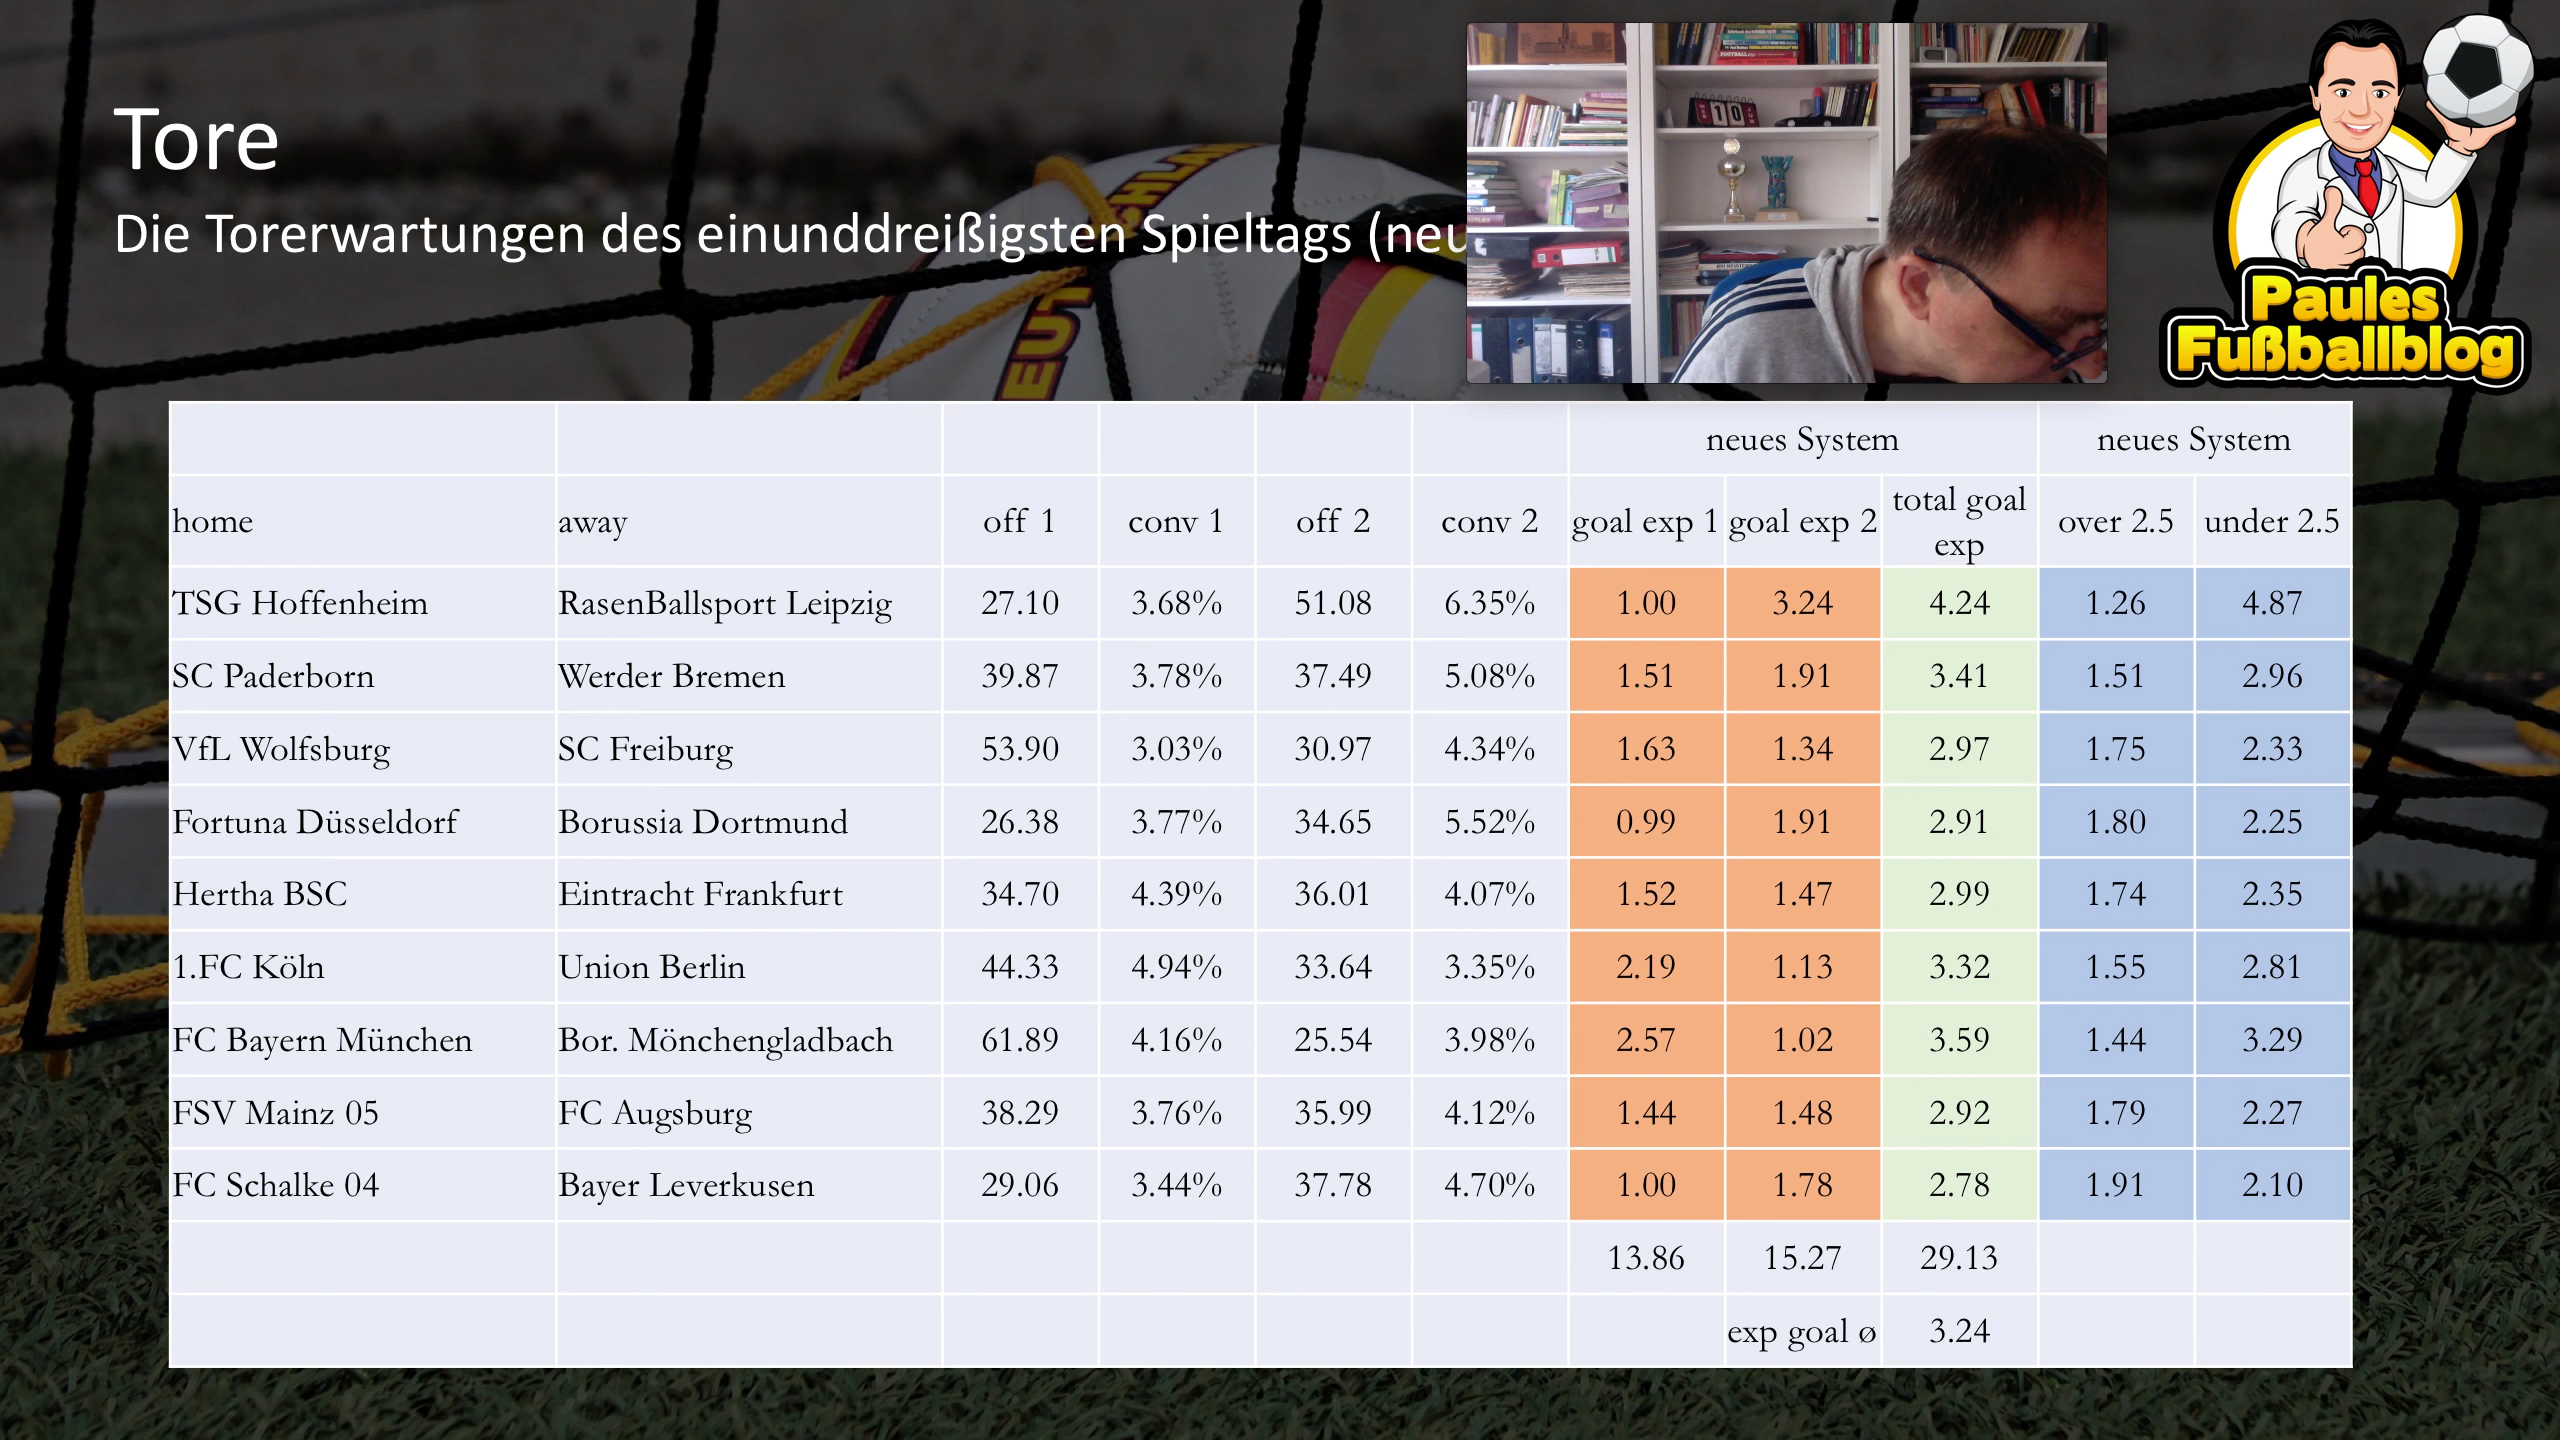 Tore
Die Torerwartungen des einunddreißigsten Spieltags (neu
10
EUT
CHLAN
Paules
Fußballblog
neues System neues System
home away off 1 conv 1 off 2 conv 2 goal exp 1 goal exp 2 total goal exp over 2.5 under 2.5
TSG Hoffenheim RasenBallsport Leipzig 27.10 3.68% 51.08 6.35% 1.00 3.24 4.24 1.26 4.87
SC Paderborn Werder Bremen 39.87 3.78% 37.49 5.08% 1.51 1.91 3.41 1.51 2.96
VfL Wolfsburg SC Freiburg 53.90 3.03% 30.97 4.34% 1.63 1.34 2.97 1.75 2.33
Fortuna Düsseldorf Borussia Dortmund 26.38 3.77% 34.65 5.52% 0.99 1.91 2.91 1.80 2.25
Hertha BSC Eintracht Frankfurt 34.70 4.39% 36.01 4.07% 1.52 1.47 2.99 1.74 2.35
1.FC Köln Union Berlin 44.33 4.94% 33.64 3.35% 2.19 1.13 3.32 1.55 2.81
FC Bayern München Bor. Mönchengladbach 61.89 4.16% 25.54 3.98% 2.57 1.02 3.59 1.44 3.29
FSV Mainz 05 FC Augsburg 38.29 3.76% 35.99 4.12% 1.44 1.48 2.92 1.79 2.27
FC Schalke 04 Bayer Leverkusen 29.06 3.44% 37.78 4.70% 1.00 1.78 2.78 1.91 2.10
13.86 15.27 29.13
exp goal ø 3.24